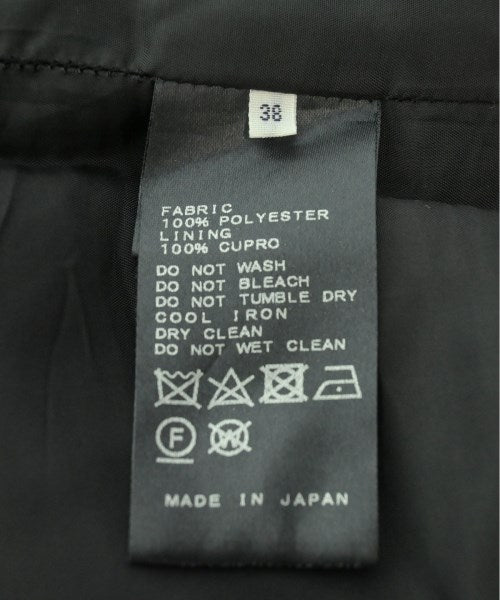 38
FABRIC
100% POLYESTER
LINING
100% CUPRO
DO NOT WASH
DO NOT BLEACH
DO NOT TUMBLE DRY
COOL IRON
DRY CLEAN
DO NOT WET CLEAN
F W
MADE IN JAPAN